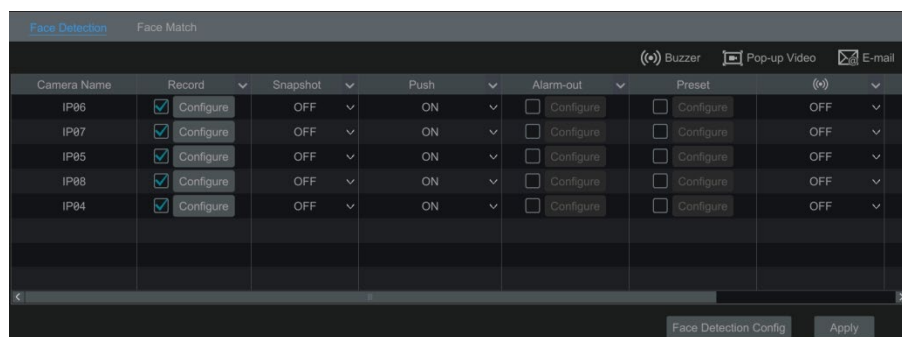 Face Detection Face Match
Buzzer Pop-up Video E-mail
Camera Name Record Snapshot Push Alarm-out Preset
IP06 Configure OFF ON Configure Configure OFF
IP07 Configure OFF ON Configure Configure OFF
IP05 Configure OFF ON Configure Configure OFF
IP08 Configure OFF ON Configure Configure OFF
IP04 Configure OFF ON Configure Configure OFF
Face Detection Config Apply